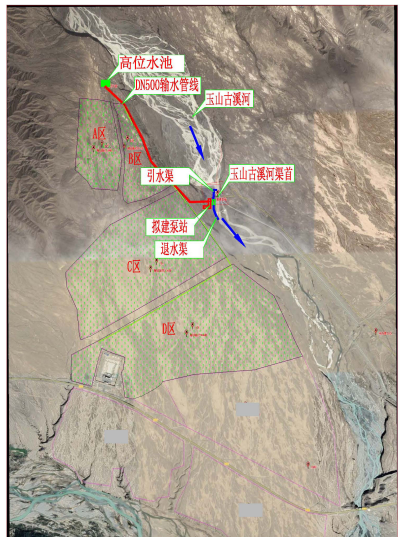 高位水池
DN500输水管线
玉山古溪河
A区
B区
引水渠
玉山古溪河渠首
拟建泵站
退水渠
C区
D区